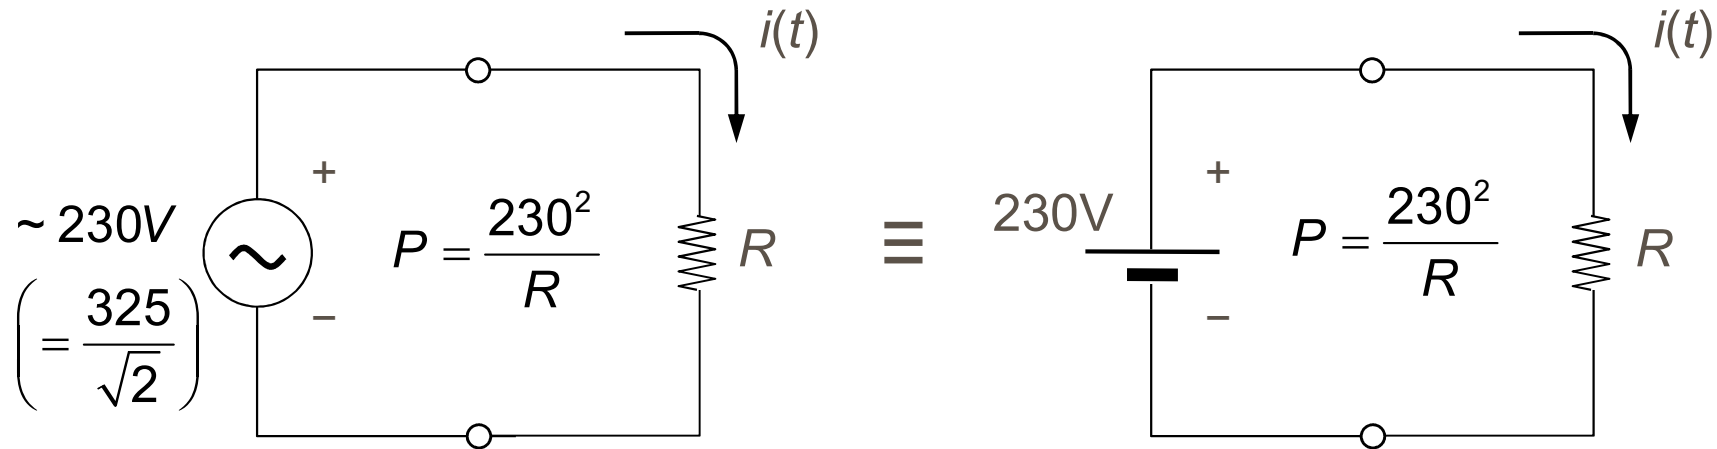 i(t)
+
~ 230V
(= 325/√2)
P = 230²/R
R
−
≡
i(t)
230V
+
P = 230²/R
R
−